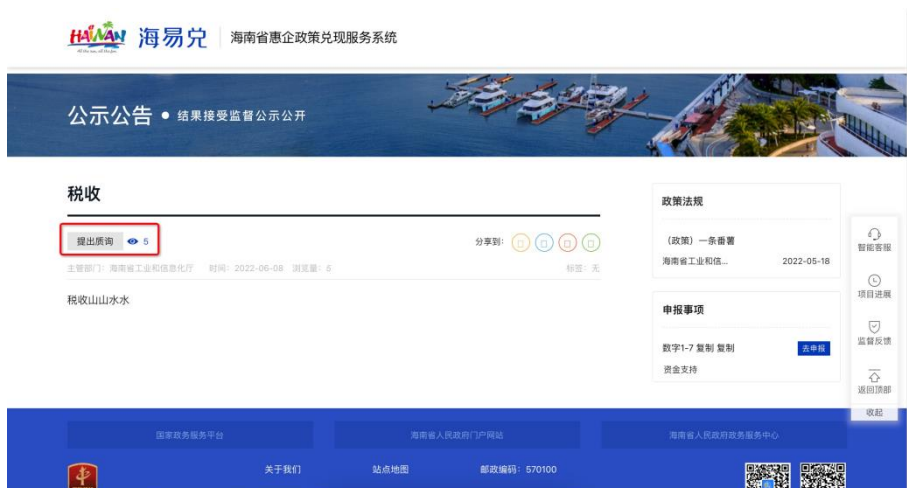 HAINAN 海易兑 海南省惠企政策兑现服务系统
公示公告 • 结果接受监督公示公开
税收
提出质询 5 分享到:
主管部门: 海南省工业和信息化厅 时间: 2022-06-08 浏览量: 6 标签: 无
税收山山水水
政策法规
(政策) 一条番薯
海南省工业和信... 2022-05-18
申报事项
数字1-7 复制 复制 去申报
资金支持
智能客服
项目进展
监督反馈
返回顶部
收起
国家政务服务平台 海南省人民政府门户网站 海南省人民政府政务服务中心
关于我们 站点地图 邮政编码: 570100